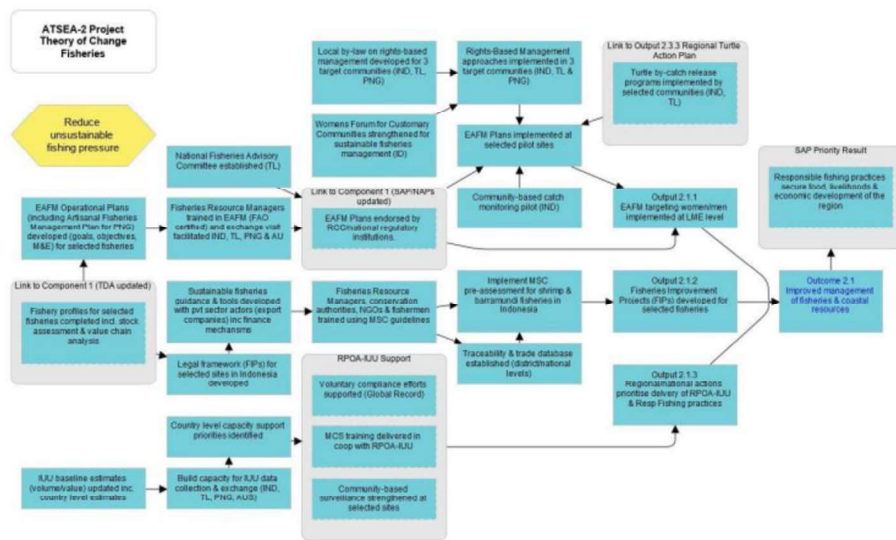 ATSEA-2 Project
Theory of Change
Fisheries
Reduce
unsustainable
fishing pressure
Local by-law on rights-based
management developed for 3
target communities (IND, TL,
PNG)
Rights-Based Management
approaches implemented in 3
target communities (IND, TL &
PNG)
Link to Output 2.3.3 Regional Turtle
Action Plan
Turtle by-catch release
programs implemented by
selected communities (IND,
TL)
Womens Forum for Customary
Communities strengthened for
sustainable fisheries
management (ID)
EAFM Plans implemented at
selected pilot sites
National Fisheries Advisory
Committee established (TL)
Community-based catch
monitoring pilot (IND)
SAP Priority Result
Responsible fishing practices
secure food, livelihoods &
economic development of the
region
EAFM Operational Plans
(including Artisanal Fisheries
Management Plan for PNG)
developed (goals, objectives,
M&E) for selected fisheries
Fisheries Resource Managers
trained in EAFM (FAO
certified) and exchange visit
facilitated IND, TL, PNG & AU
Link to Component 1 (SAP/NAPs
updated)
EAFM Plans endorsed by
RCC/national regulatory
institutions.
Output 2.1.1
EAFM targeting women/men
implemented at LME level
Link to Component 1 (TDA updated)
Fishery profiles for selected
fisheries completed incl. stock
assessment & value chain
analysis
Sustainable fisheries
guidance & tools developed
with pvt sector actors (export
companies) inc finance
mechansms
Fisheries Resource
Managers, conservation
authorities, NGOs & fishermen
trained using MSC guidelines
Implement MSC
pre-assessment for shrimp &
barramundi fisheries in
Indonesia
Output 2.1.2
Fisheries Improvement
Projects (FIPs) developed for
selected fisheries
Outcome 2.1
Improved management
of fisheries & coastal
resources
Legal framework (FIPs) for
selected sites in Indonesia
developed
Traceability & trade database
established (district/national
levels)
RPOA-IUU Support
Voluntary compliance efforts
supported (Global Record)
MCS training delivered in
coop with RPOA-IUU
Community-based
surveillance strengthened at
selected sites
Output 2.1.3
Regional/national actions
prioritise delivery of RPOA-IUU
& Resp Fishing practices
Country level capacity support
priorities identified
IUU baseline estimates
(volume/value) updated inc.
country level estimates
Build capacity for IUU data
collection & exchange (IND,
TL, PNG, AUS)